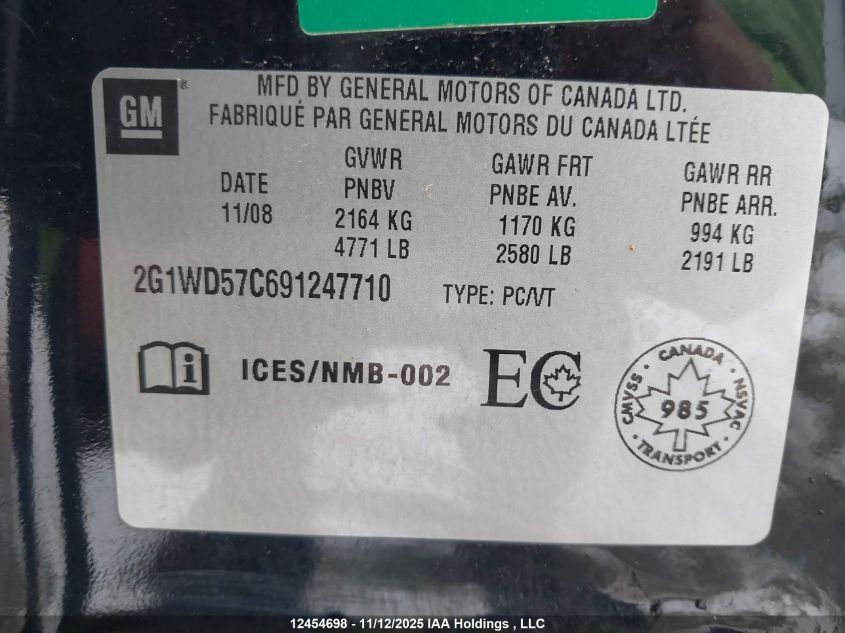 GM®
MFD BY GENERAL MOTORS OF CANADA LTD.
FABRIQUÉ PAR GENERAL MOTORS DU CANADA LTÉE
GVWR GAWR FRT GAWR RR
DATE PNBV PNBE AV. PNBE ARR.
11/08 2164 KG 1170 KG 994 KG
4771 LB 2580 LB 2191 LB
2G1WD57C691247710 TYPE: PC/VT
i ICES/NMB-002 EC
CANADA
CMVSS 985 NSVAC
TRANSPORT
12454698 - 11/12/2025 IAA Holdings , LLC